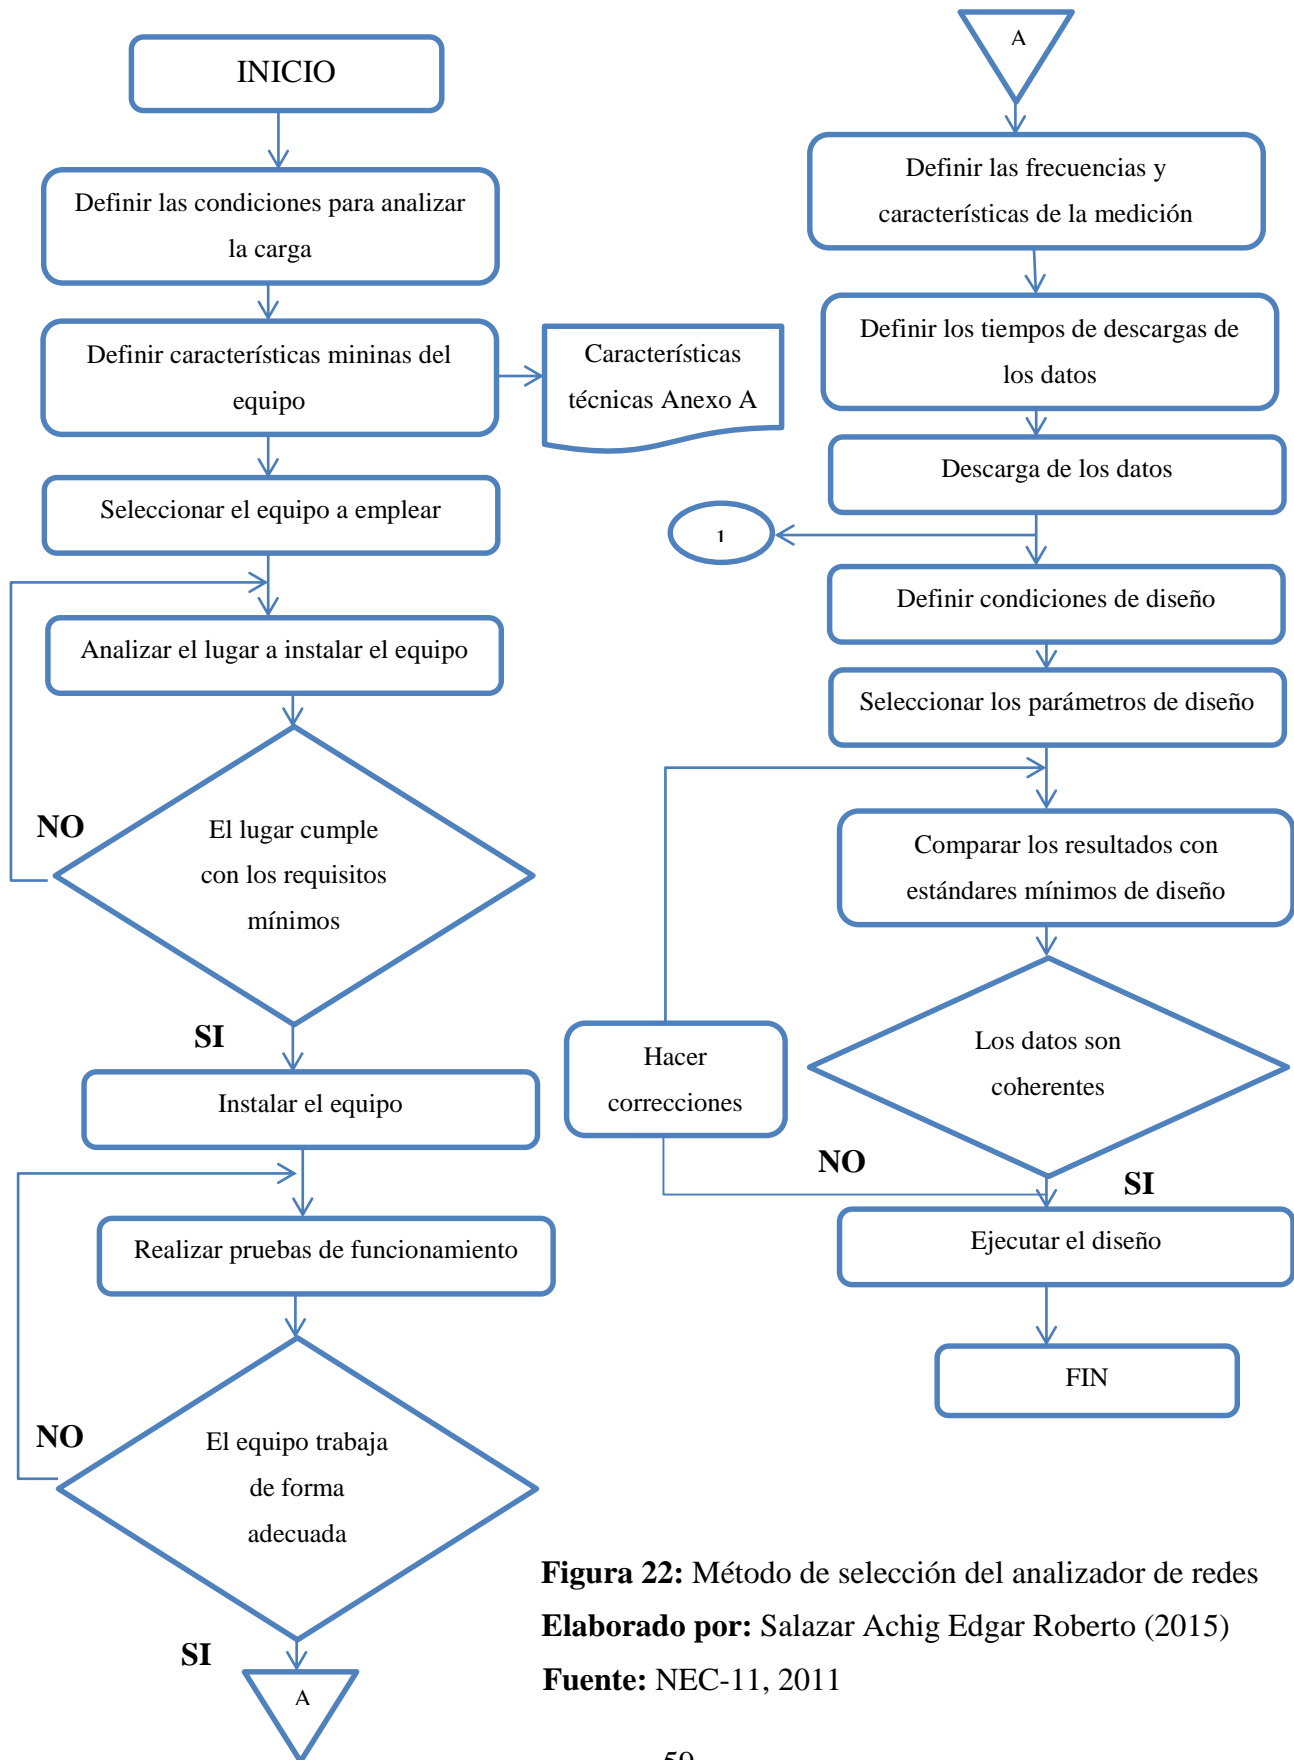 INICIO
Definir las condiciones para analizar
la carga
Definir características mininas del
equipo
Características
técnicas Anexo A
Seleccionar el equipo a emplear
Analizar el lugar a instalar el equipo
NO
El lugar cumple
con los requisitos
mínimos
SI
Instalar el equipo
Realizar pruebas de funcionamiento
NO
El equipo trabaja
de forma
adecuada
SI
A
A
Definir las frecuencias y
características de la medición
Definir los tiempos de descargas de
los datos
Descarga de los datos
1
Definir condiciones de diseño
Seleccionar los parámetros de diseño
Comparar los resultados con
estándares mínimos de diseño
Los datos son
coherentes
Hacer
correcciones
NO
SI
Ejecutar el diseño
FIN
Figura 22: Método de selección del analizador de redes
Elaborado por: Salazar Achig Edgar Roberto (2015)
Fuente: NEC-11, 2011